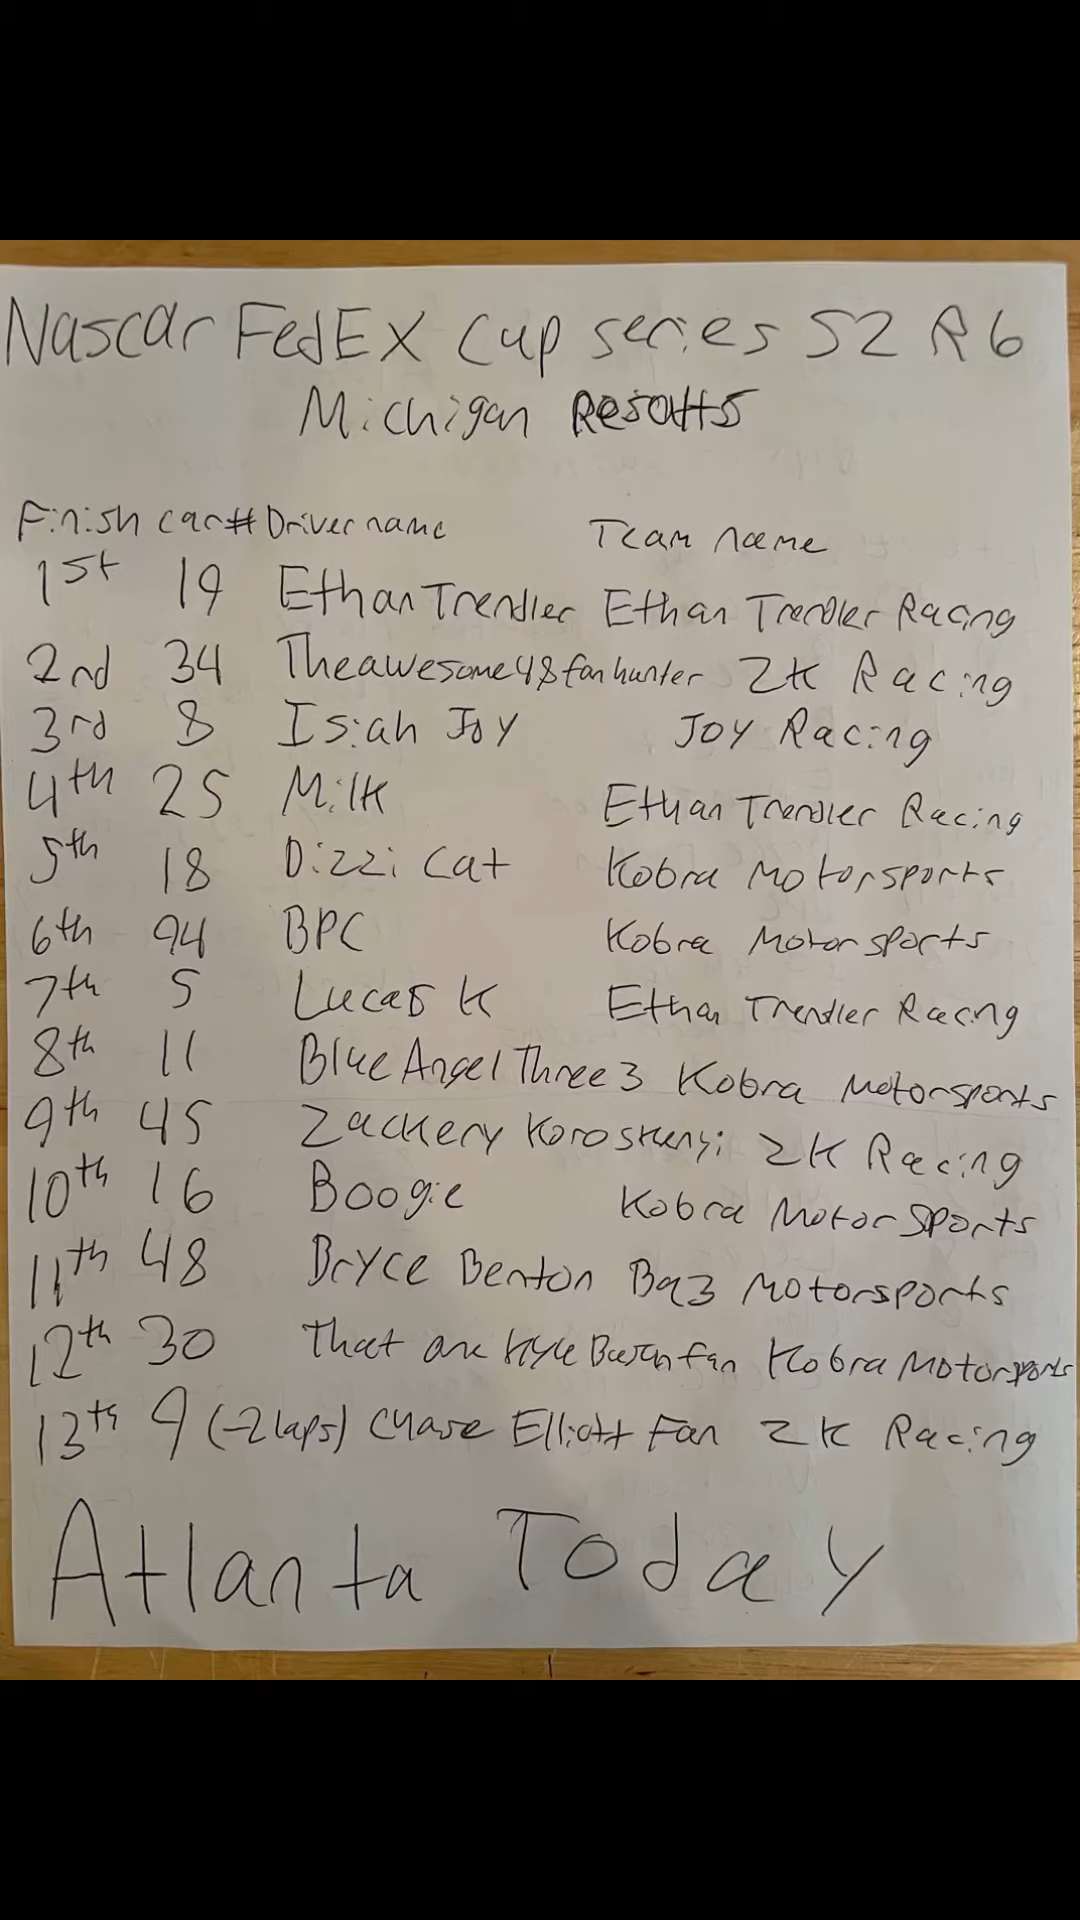 Nascar FedEX Cup series S2 R6
Michigan Results
Finish car# Driver name Team name
1st 19 Ethan Trendler Ethan Trendler Racing
2nd 34 Theawesome48fanhunter ZK Racing
3rd 8 Isiah Joy JOY Racing
4th 25 Milk Ethan Trendler Racing
5th 18 Dizzi Cat Kobra Motorsports
6th 94 BPC Kobra Motorsports
7th 5 Lucas K Ethan Trendler Racing
8th 11 Blue Angel Three 3 Kobra Motorsports
9th 45 Zackery Koroskenyi ZK Racing
10th 16 Boogie Kobra Motorsports
11th 48 Bryce Benton Motorsports
12th 30 That one Kyle Busch fan Kobra Motorsports
13th 9 (-2 laps) Chase Elliott Fan ZK Racing
Atlanta Today